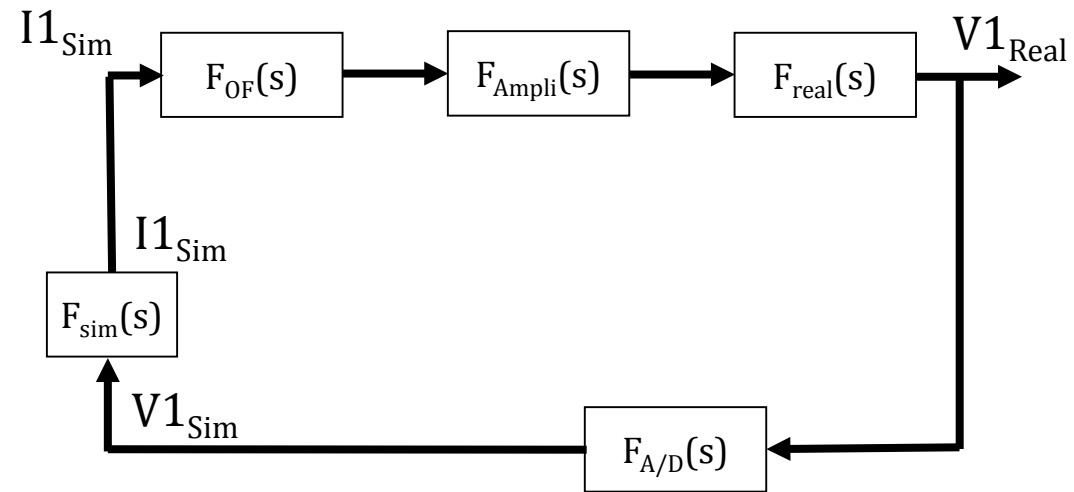 I1Sim
FOF(s)
FAmpli(s)
Freal(s)
V1Real
I1Sim
Fsim(s)
V1Sim
FA/D(s)